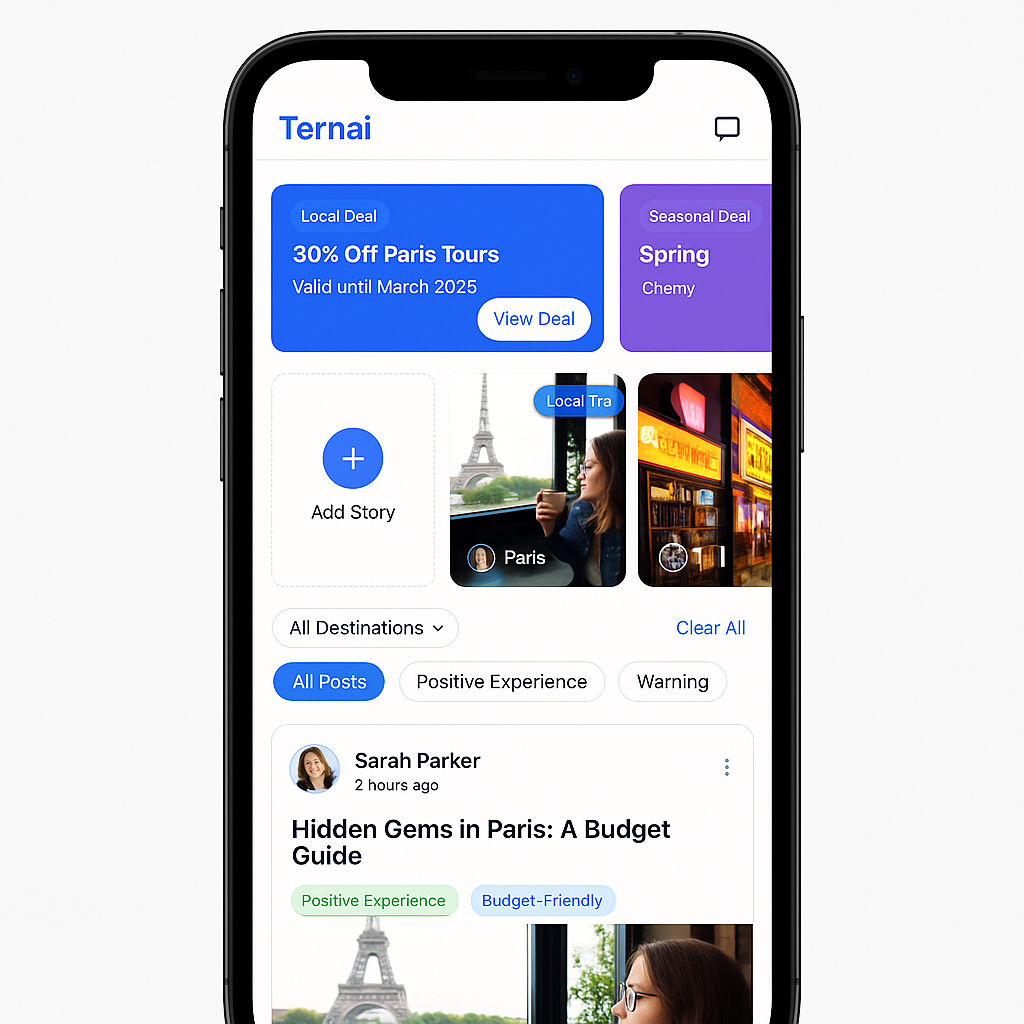 Ternai
Local Deal
30% Off Paris Tours
Valid until March 2025
View Deal
Seasonal Deal
Spring
Chemy
Add Story
Local Tra
Paris
All Destinations
Clear All
All Posts
Positive Experience
Warning
Sarah Parker
2 hours ago
Hidden Gems in Paris: A Budget
Guide
Positive Experience
Budget-Friendly